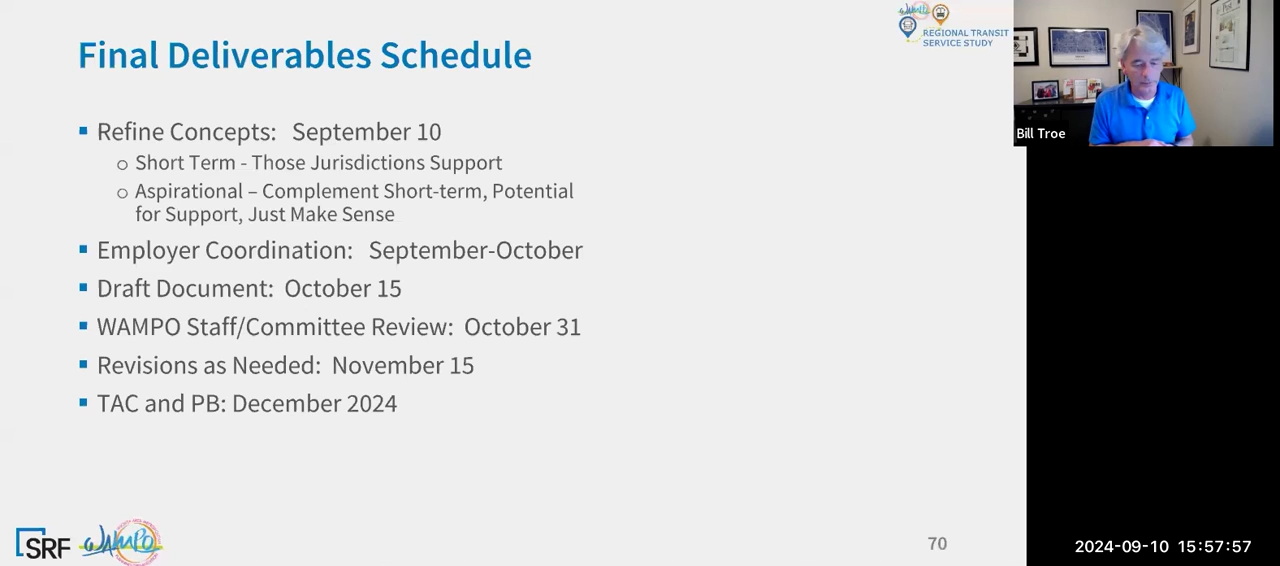 Final Deliverables Schedule
REGIONAL TRANSIT
SERVICE STUDY
Bill Troe
▪ Refine Concepts: September 10
o Short Term - Those Jurisdictions Support
o Aspirational – Complement Short-term, Potential
for Support, Just Make Sense
▪ Employer Coordination: September-October
▪ Draft Document: October 15
▪ WAMPO Staff/Committee Review: October 31
▪ Revisions as Needed: November 15
▪ TAC and PB: December 2024
SRF
WAMPO
70
2024-09-10 15:57:57